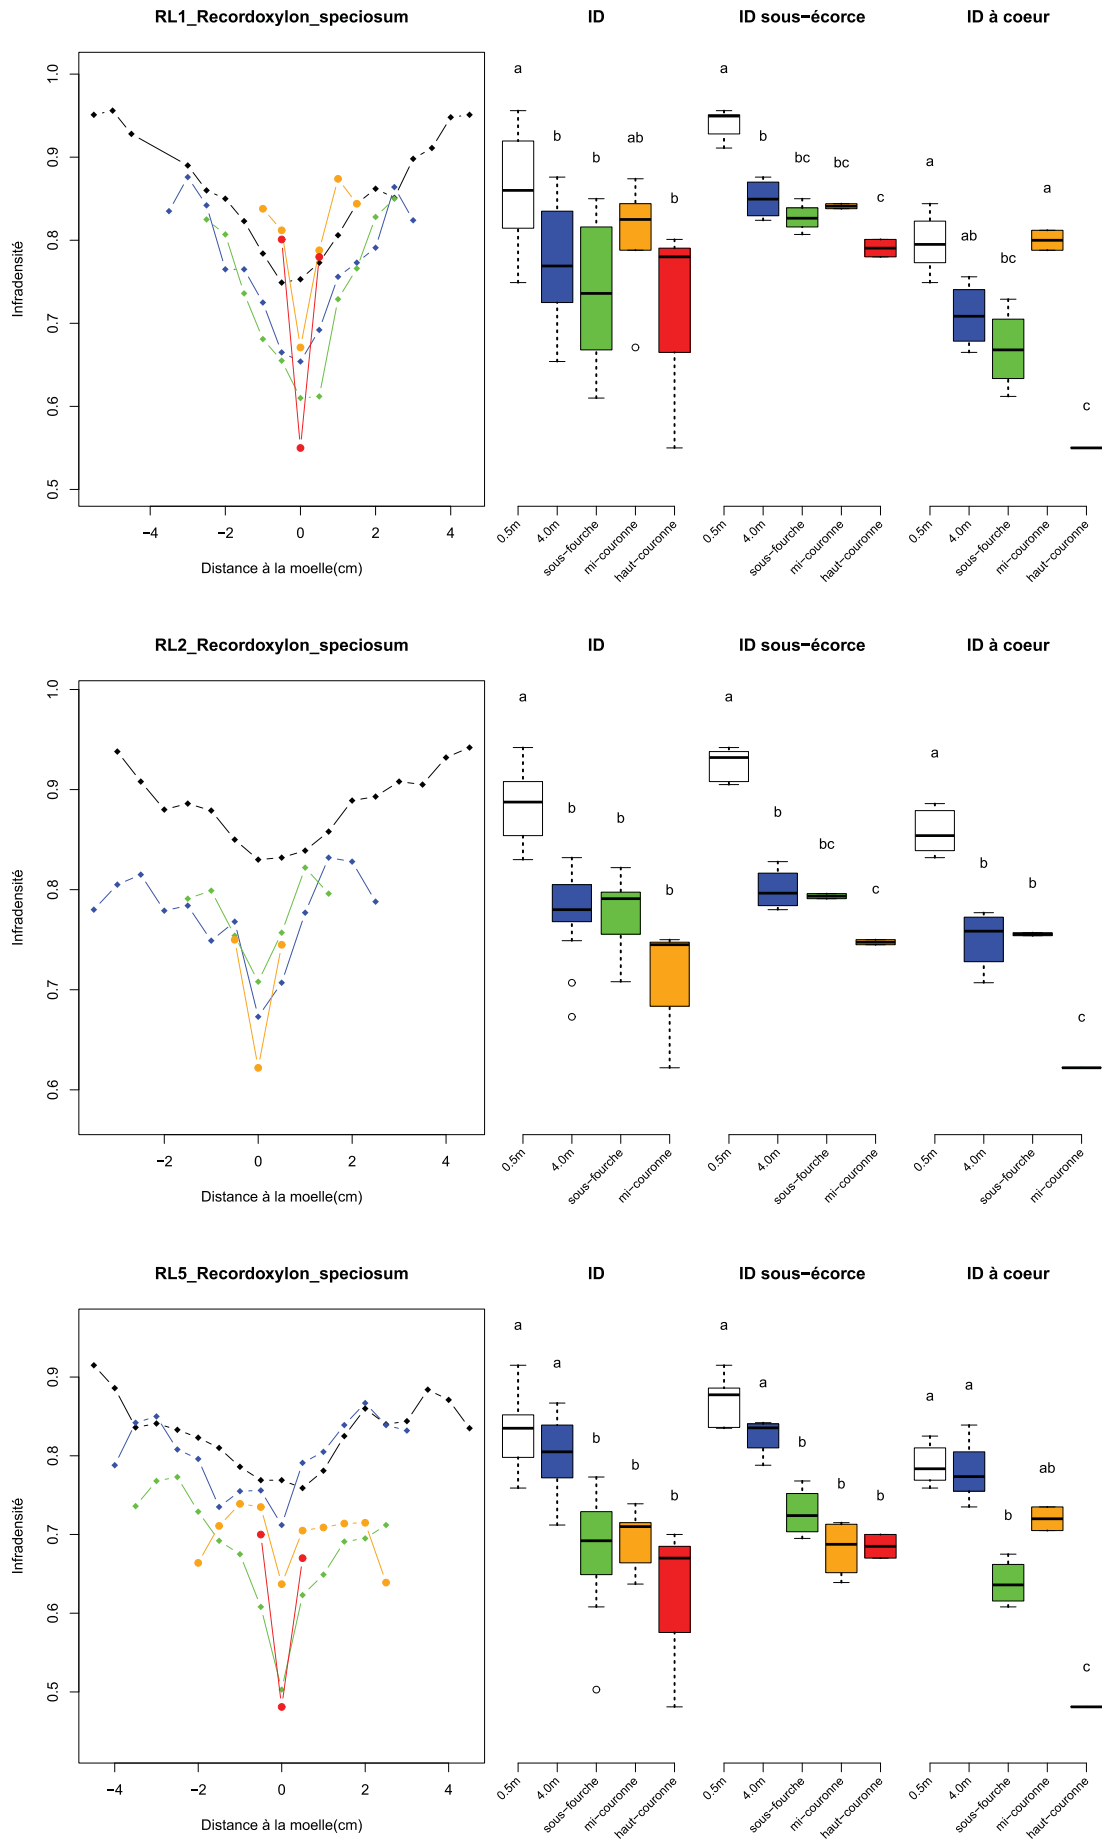 RL1_Recordoxylon_speciosum ID ID sous−écorce ID à coeur
a a
b b ab b
b bc bc c
a ab bc a c
1.0
0.9
0.8
0.7
0.6
0.5
Infradensité
−4 −2 0 2 4
Distance à la moelle(cm)
0.5m 4.0m sous−fourche mi−couronne haut−couronne
0.5m 4.0m sous−fourche mi−couronne haut−couronne
0.5m 4.0m sous−fourche mi−couronne haut−couronne
RL2_Recordoxylon_speciosum ID ID sous−écorce ID à coeur
a b b b
a b bc c
a b b c
1.0
0.9
0.8
0.7
0.6
Infradensité
−2 0 2 4
Distance à la moelle(cm)
0.5m 4.0m sous−fourche mi−couronne
0.5m 4.0m sous−fourche mi−couronne
0.5m 4.0m sous−fourche mi−couronne
RL5_Recordoxylon_speciosum ID ID sous−écorce ID à coeur
a a b b b
a a b b b
a a b ab c
0.9
0.8
0.7
0.6
0.5
Infradensité
−4 −2 0 2 4
Distance à la moelle(cm)
0.5m 4.0m sous−fourche mi−couronne haut−couronne
0.5m 4.0m sous−fourche mi−couronne haut−couronne
0.5m 4.0m sous−fourche mi−couronne haut−couronne